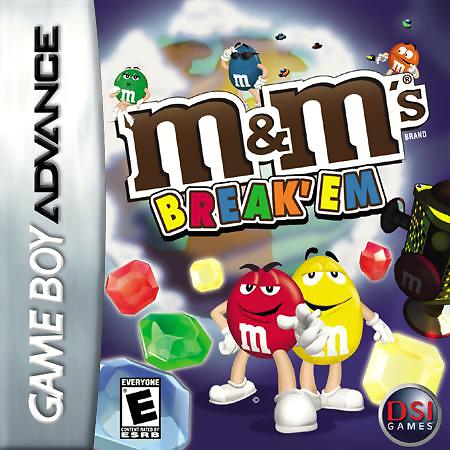 GAME BOY ADVANCE
m
m
m&m's
BRAND
BREAK'EM
m
m
m
EVERYONE
E
CONTENT RATED BY
ESRB
DSI
GAMES